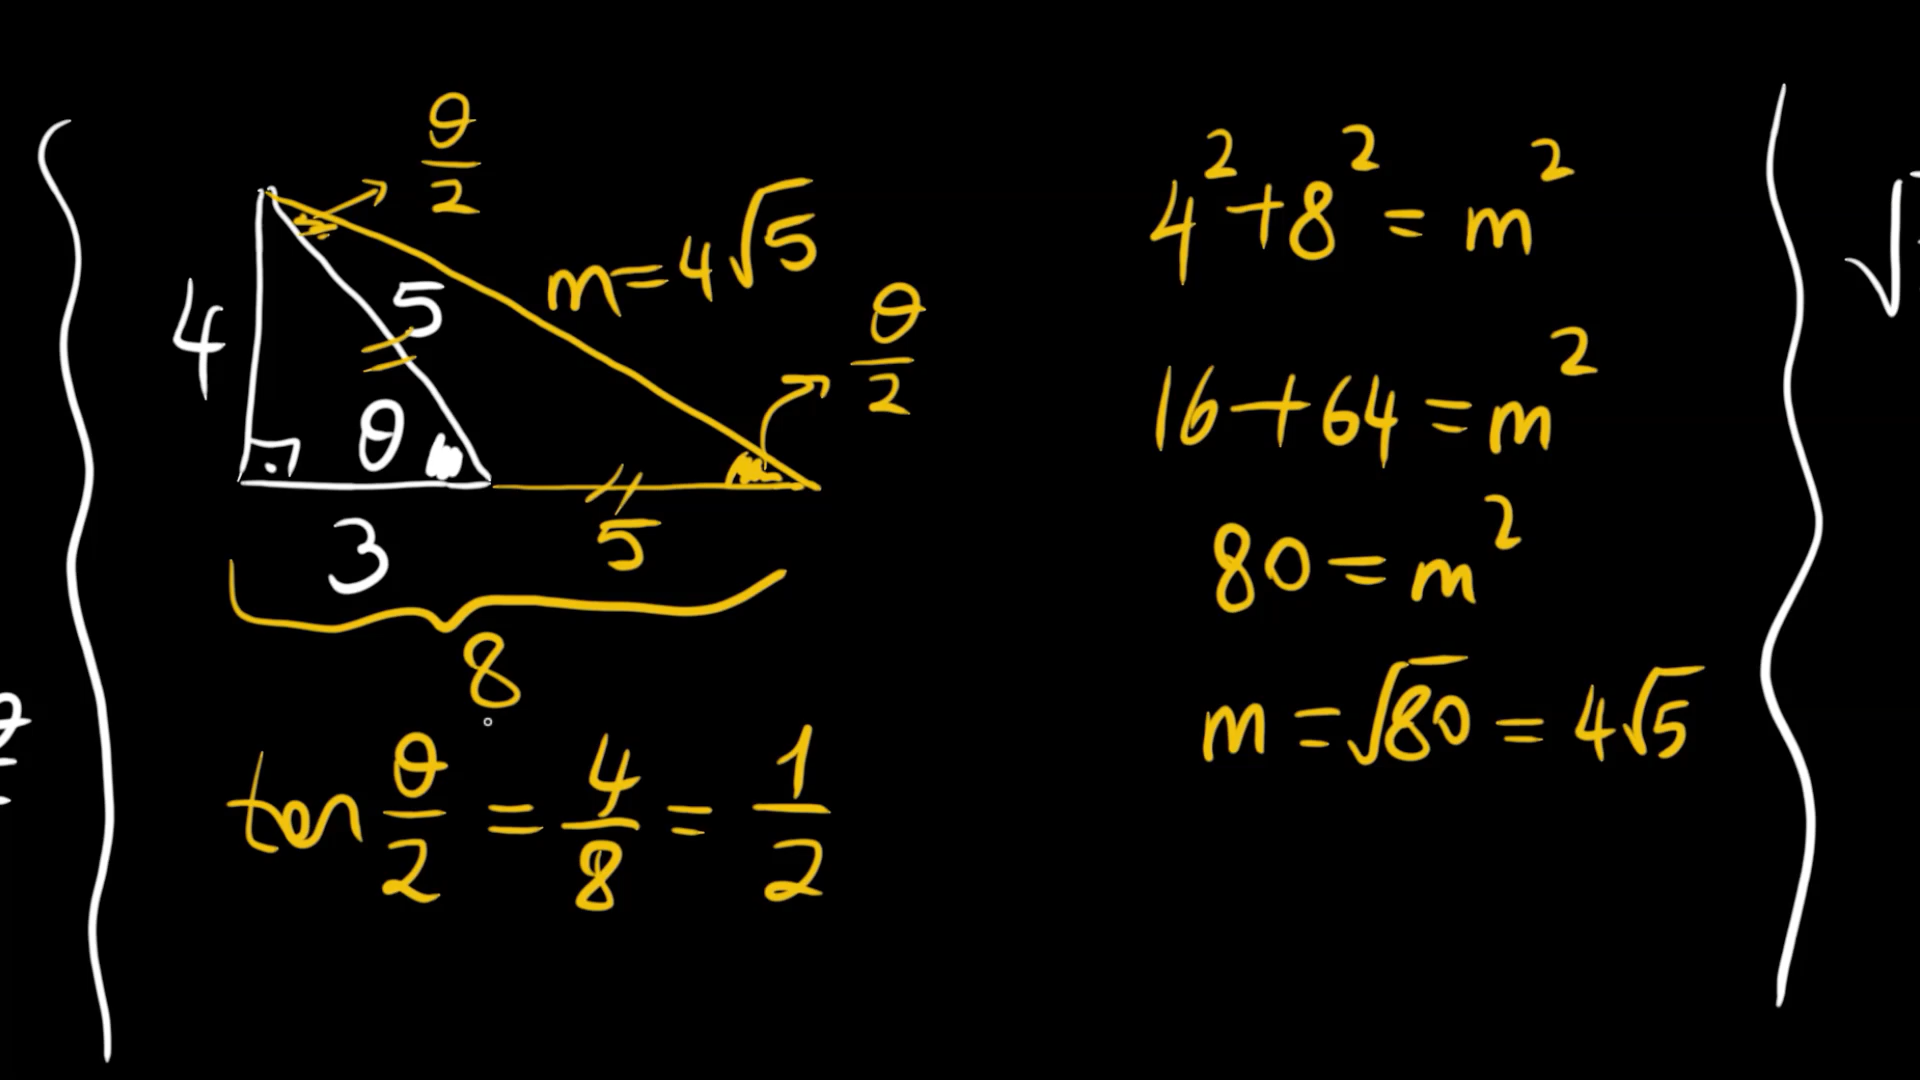 θ/2
m=4√5
4
5
θ/2
θ
3
5
8
tan θ/2 = 4/8 = 1/2
4²+8² = m²
16+64 = m²
80 = m²
m = √80 = 4√5